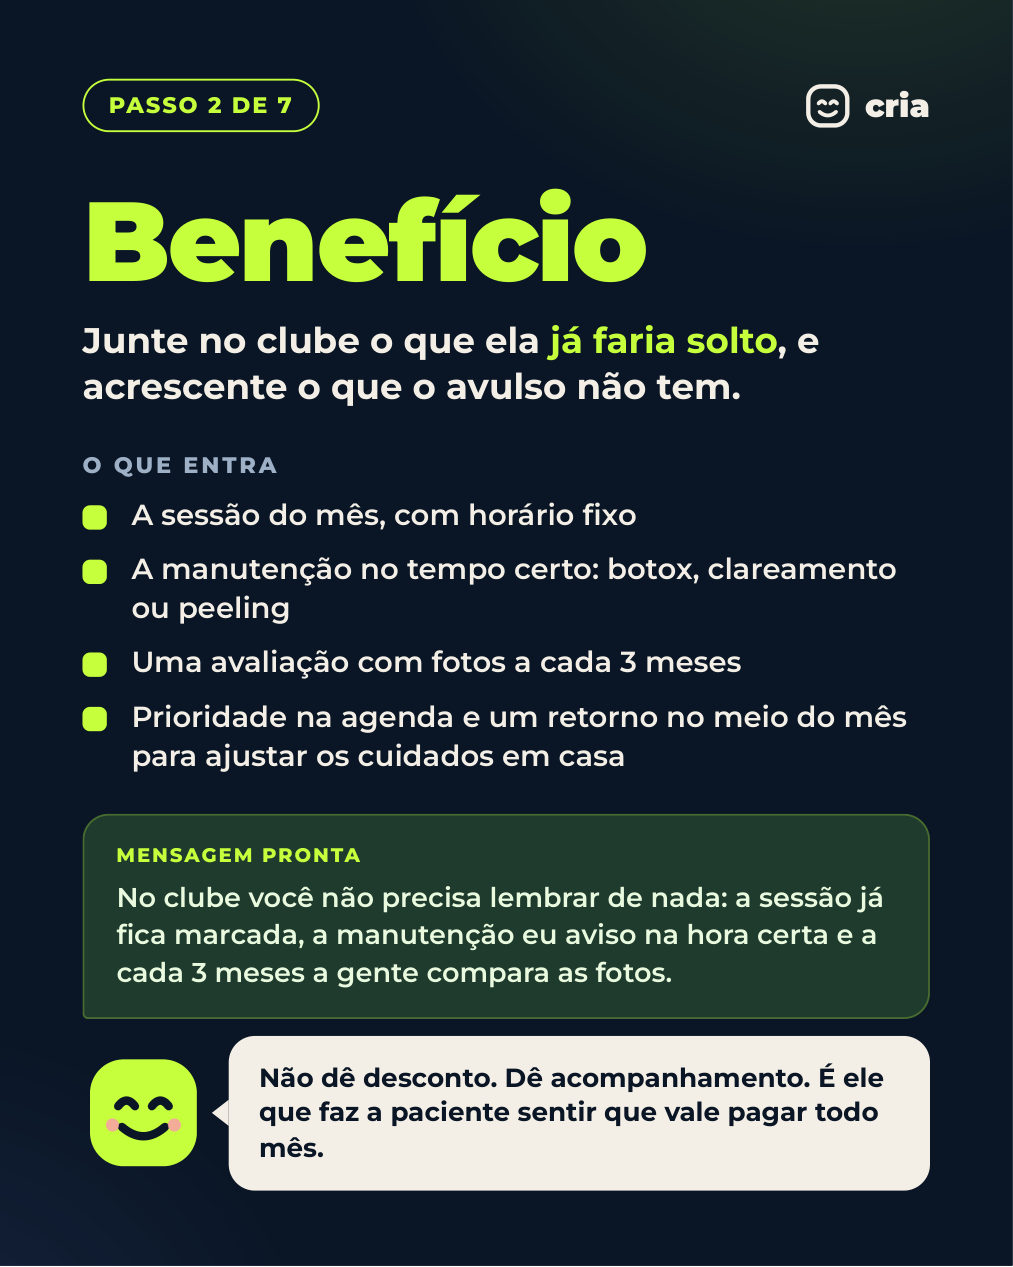 PASSO 2 DE 7
cria
Benefício
Junte no clube o que ela já faria solto, e
acrescente o que o avulso não tem.
O QUE ENTRA
A sessão do mês, com horário fixo
A manutenção no tempo certo: botox, clareamento
ou peeling
Uma avaliação com fotos a cada 3 meses
Prioridade na agenda e um retorno no meio do mês
para ajustar os cuidados em casa
MENSAGEM PRONTA
No clube você não precisa lembrar de nada: a sessão já
fica marcada, a manutenção eu aviso na hora certa e a
cada 3 meses a gente compara as fotos.
Não dê desconto. Dê acompanhamento. É ele
que faz a paciente sentir que vale pagar todo
mês.